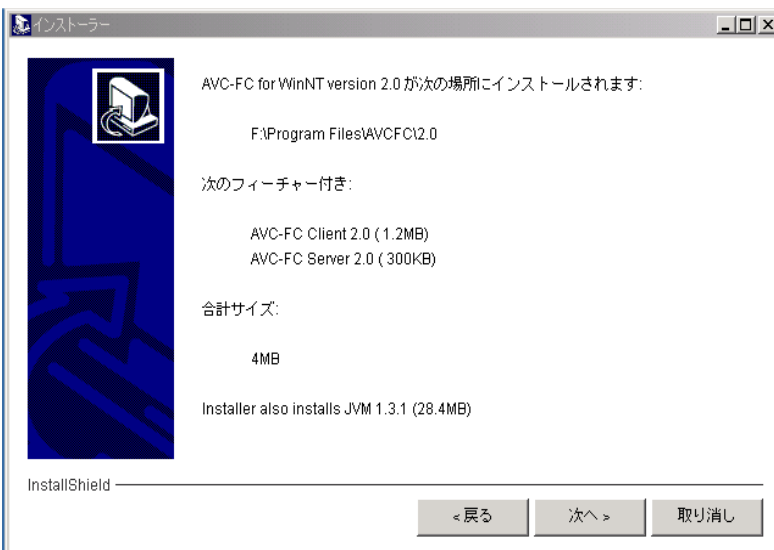 インストーラー
AVC-FC for WinNT version 2.0 が次の場所にインストールされます:
F:\Program Files\AVCFC\2.0
次のフィーチャー付き:
AVC-FC Client 2.0 ( 1.2MB)
AVC-FC Server 2.0 ( 300KB)
合計サイズ:
4MB
Installer also installs JVM 1.3.1 (28.4MB)
InstallShield
< 戻る
次へ >
取り消し